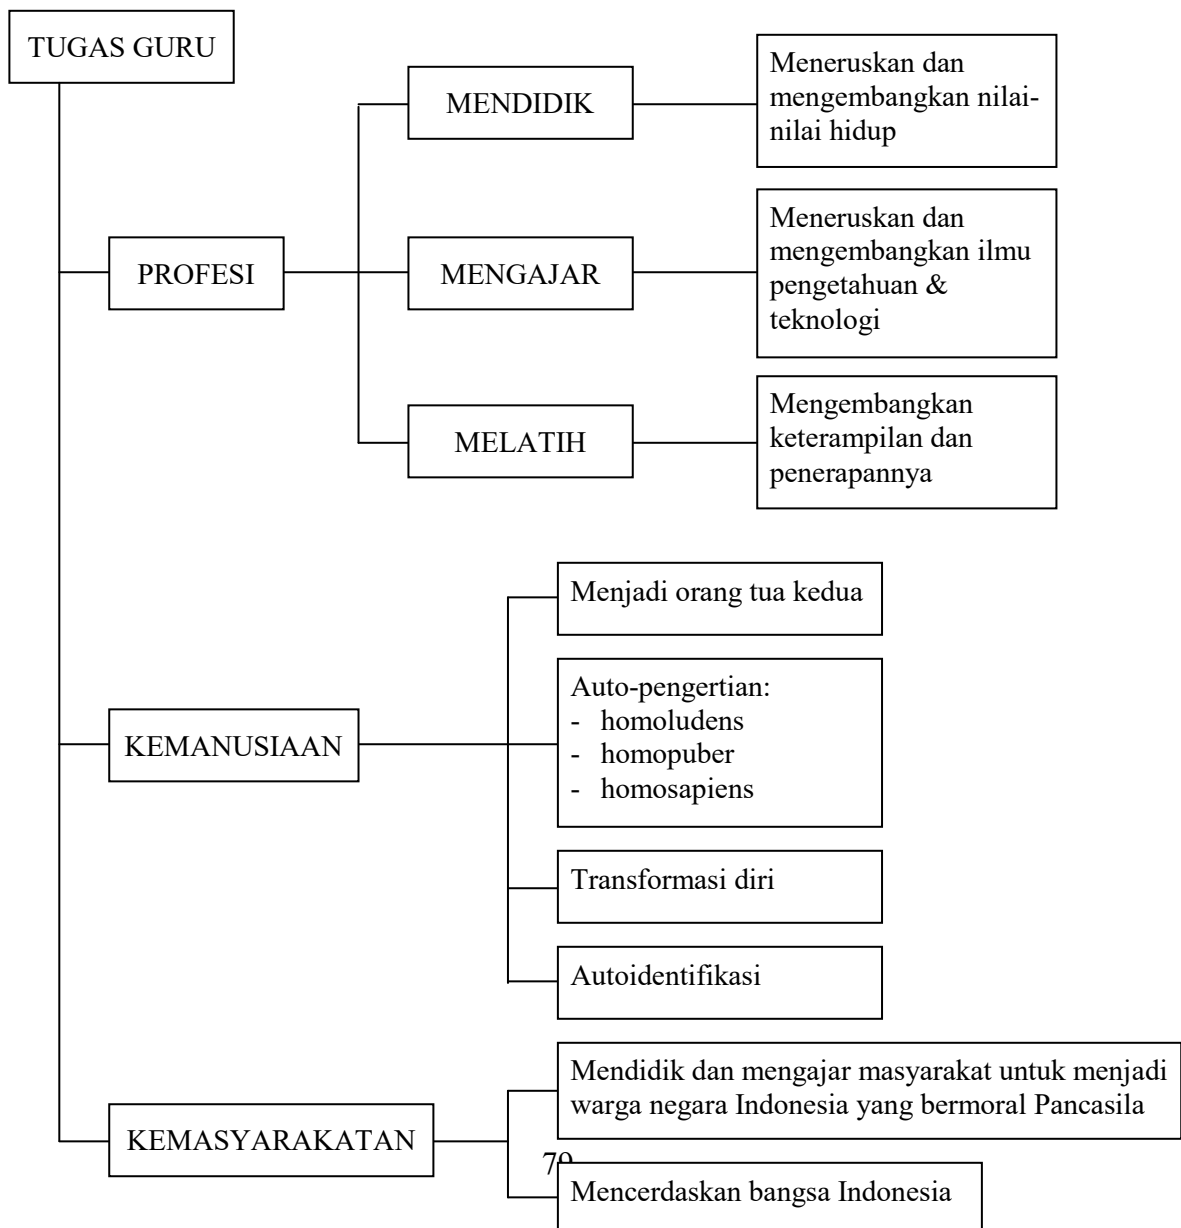 TUGAS GURU
MENDIDIK
Meneruskan dan
mengembangkan nilai-
nilai hidup
PROFESI
MENGAJAR
Meneruskan dan
mengembangkan ilmu
pengetahuan &
teknologi
MELATIH
Mengembangkan
keterampilan dan
penerapannya
KEMANUSIAAN
Menjadi orang tua kedua
Auto-pengertian:
- homoludens
- homopuber
- homosapiens
Transformasi diri
Autoidentifikasi
KEMASYARAKATAN
Mendidik dan mengajar masyarakat untuk menjadi
warga negara Indonesia yang bermoral Pancasila
79
Mencerdaskan bangsa Indonesia